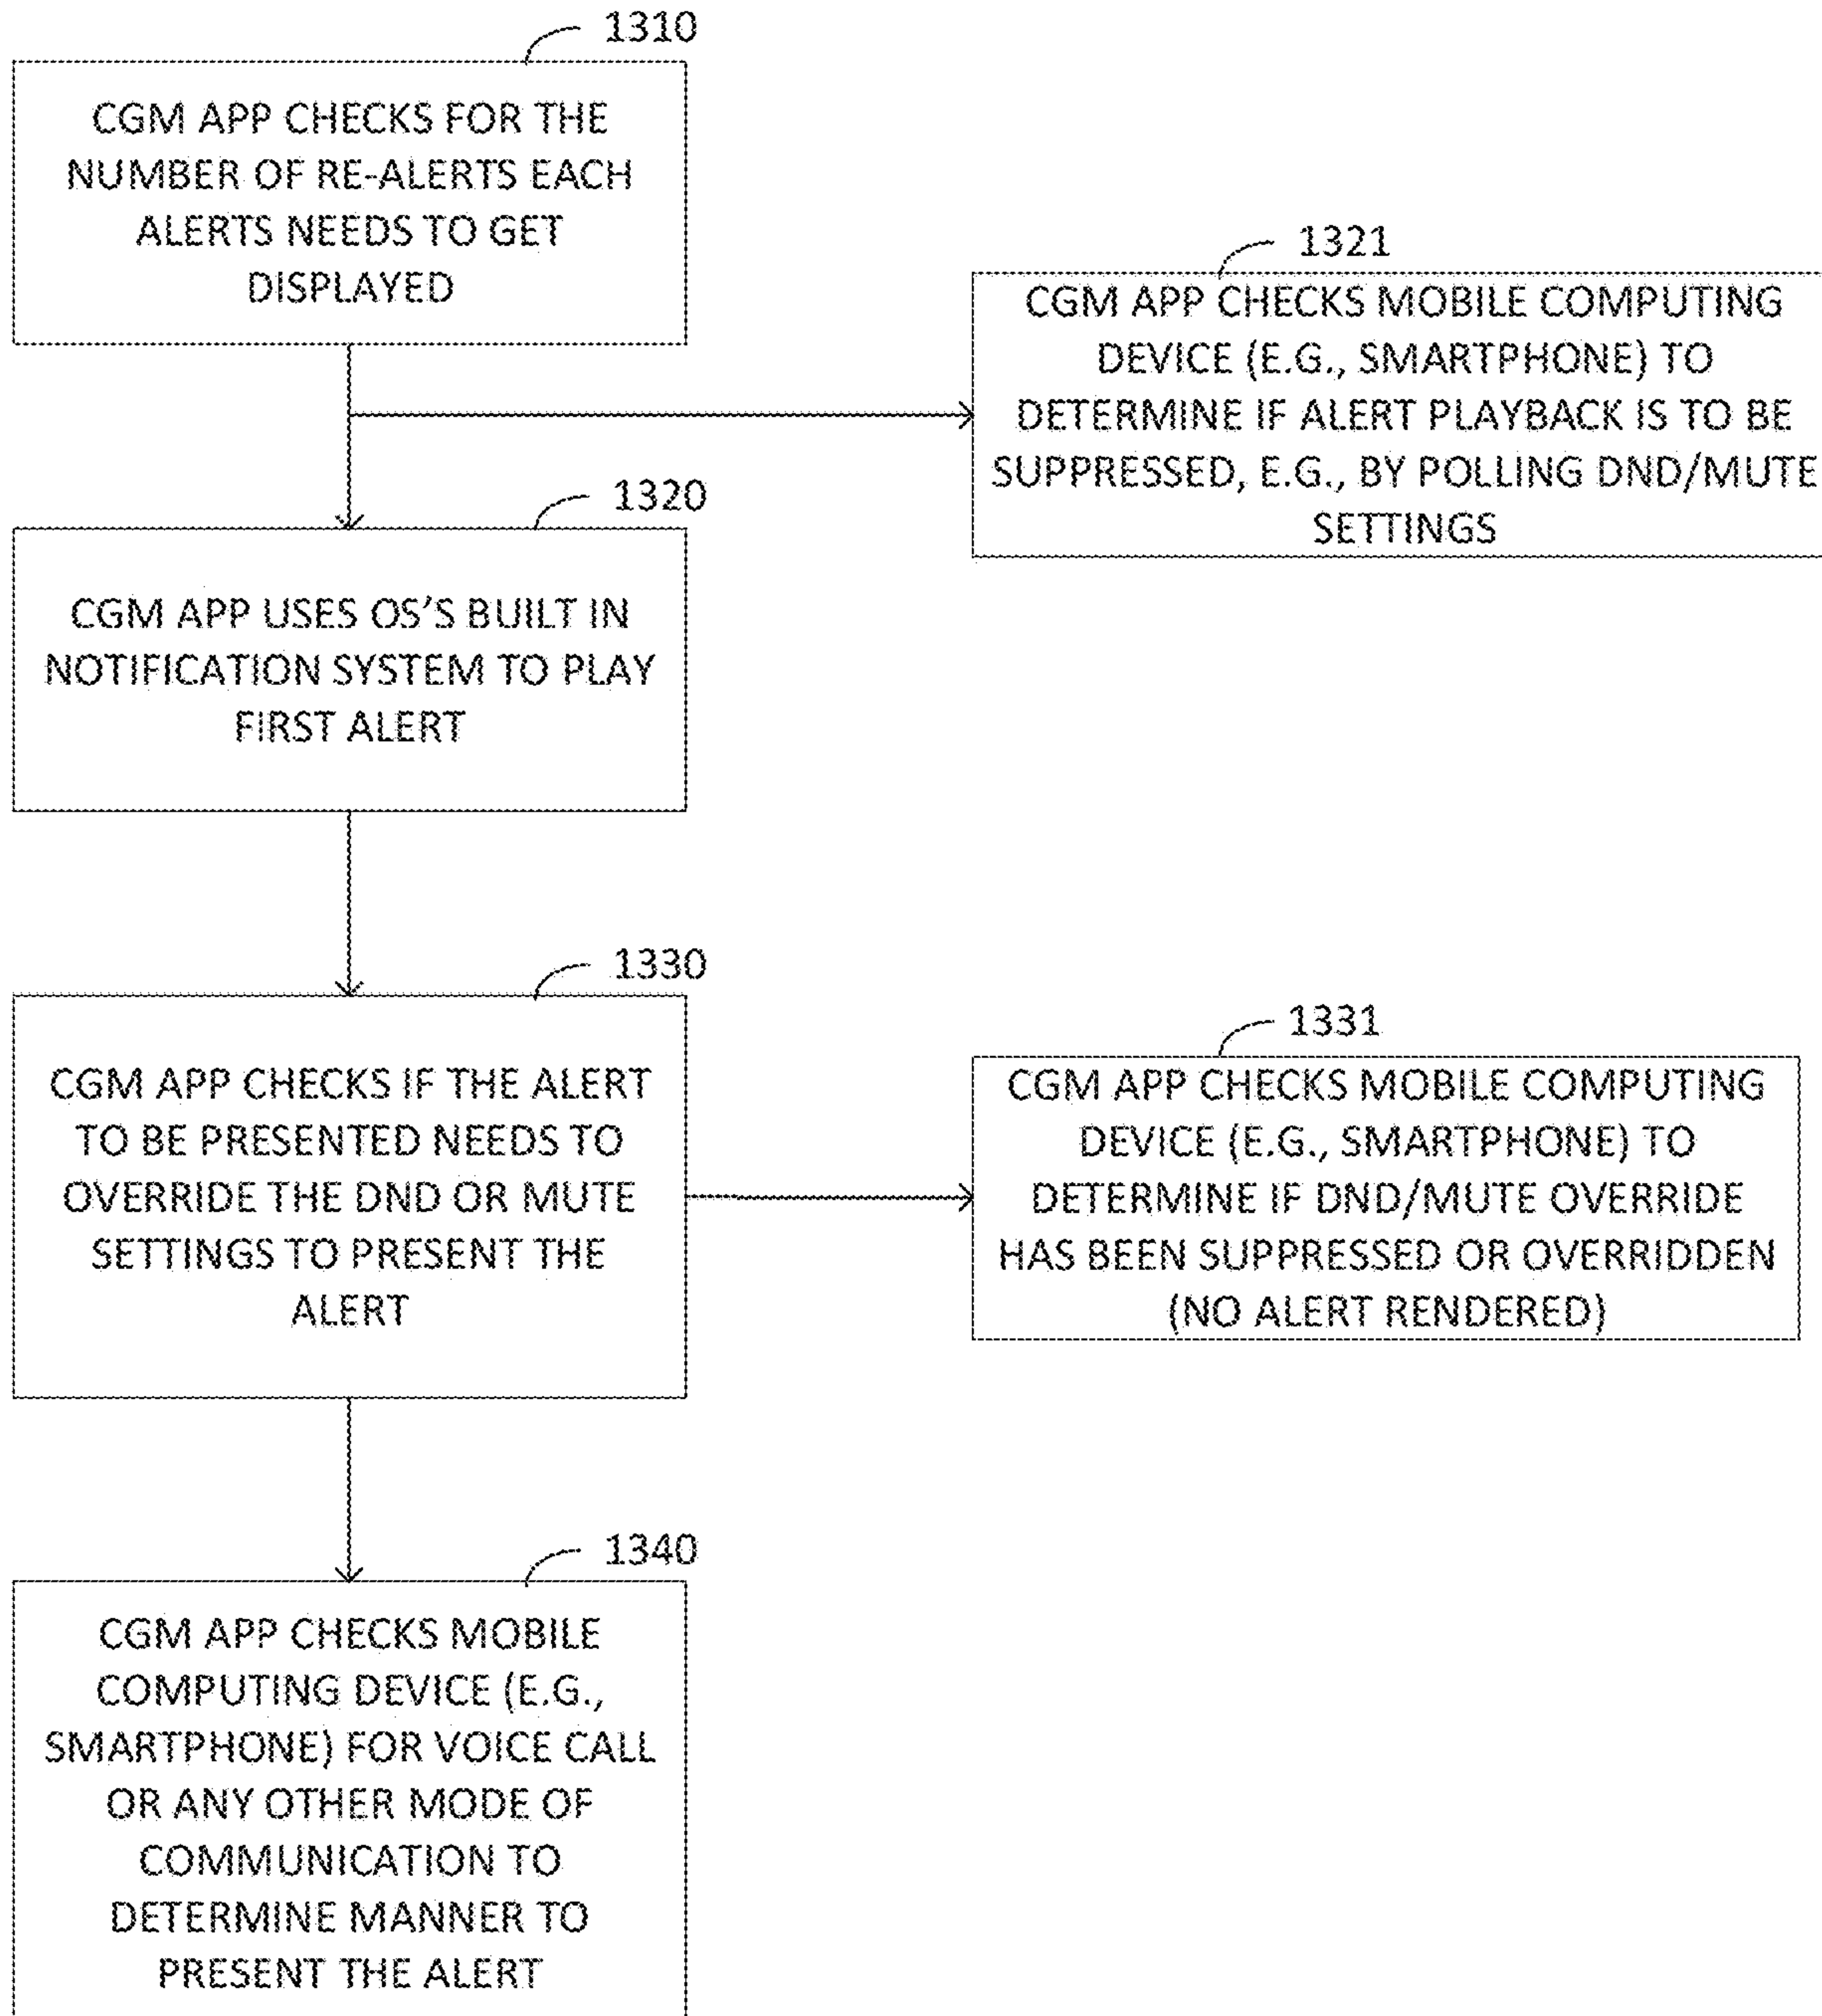 1310
CGM APP CHECKS FOR THE
NUMBER OF RE-ALERTS EACH
ALERTS NEEDS TO GET
DISPLAYED
1321
CGM APP CHECKS MOBILE COMPUTING
DEVICE (E.G., SMARTPHONE) TO
DETERMINE IF ALERT PLAYBACK IS TO BE
SUPPRESSED, E.G., BY POLLING DND/MUTE
SETTINGS
1320
CGM APP USES OS'S BUILT IN
NOTIFICATION SYSTEM TO PLAY
FIRST ALERT
1330
CGM APP CHECKS IF THE ALERT
TO BE PRESENTED NEEDS TO
OVERRIDE THE DND OR MUTE
SETTINGS TO PRESENT THE
ALERT
1331
CGM APP CHECKS MOBILE COMPUTING
DEVICE (E.G., SMARTPHONE) TO
DETERMINE IF DND/MUTE OVERRIDE
HAS BEEN SUPPRESSED OR OVERRIDDEN
(NO ALERT RENDERED)
1340
CGM APP CHECKS MOBILE
COMPUTING DEVICE (E.G.,
SMARTPHONE) FOR VOICE CALL
OR ANY OTHER MODE OF
COMMUNICATION TO
DETERMINE MANNER TO
PRESENT THE ALERT